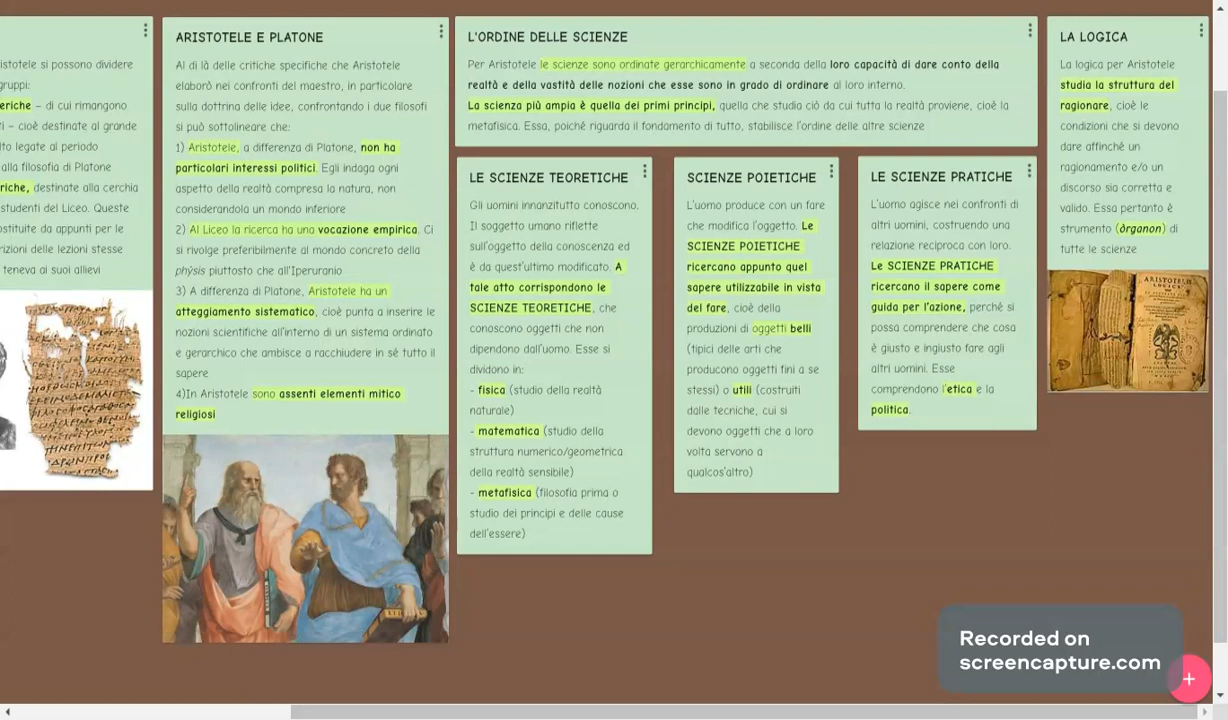 istotele si possono dividere
gruppi:
eriche – di cui rimangono
ti – cioè destinate al grande
lto legate al periodo
alla filosofia di Platone
riche, destinate alla cerchia
studenti del Liceo. Queste
stituite da appunti per le
rizioni delle lezioni stesse
teneva ai suoi allievi
ARISTOTELE E PLATONE
Al di là delle critiche specifiche che Aristotele
elaborò nei confronti del maestro, in particolare
sulla dottrina delle idee, confrontando i due filosofi
si può sottolineare che:
1) Aristotele, a differenza di Platone, non ha
particolari interessi politici. Egli indaga ogni
aspetto della realtà compresa la natura, non
considerandola un mondo inferiore
2) Al Liceo la ricerca ha una vocazione empirica. Ci
si rivolge preferibilmente al mondo concreto della
phýsis piuttosto che all'Iperuranio
3) A differenza di Platone, Aristotele ha un
atteggiamento sistematico, cioè punta a inserire le
nozioni scientifiche all'interno di un sistema ordinato
e gerarchico che ambisce a racchiudere in sé tutto il
sapere
4)In Aristotele sono assenti elementi mitico
religiosi
L'ORDINE DELLE SCIENZE
Per Aristotele le scienze sono ordinate gerarchicamente a seconda della loro capacità di dare conto della
realtà e della vastità delle nozioni che esse sono in grado di ordinare al loro interno.
La scienza più ampia è quella dei primi principi, quella che studia ciò da cui tutta la realtà proviene, cioè la
metafisica. Essa, poiché riguarda il fondamento di tutto, stabilisce l'ordine delle altre scienze
LE SCIENZE TEORETICHE
Gli uomini innanzitutto conoscono.
Il soggetto umano riflette
sull'oggetto della conoscenza ed
è da quest'ultimo modificato. A
tale atto corrispondono le
SCIENZE TEORETICHE, che
conoscono oggetti che non
dipendono dall'uomo. Esse si
dividono in:
- fisica (studio della realtà
naturale)
- matematica (studio della
struttura numerico/geometrica
della realtà sensibile)
- metafisica (filosofia prima o
studio dei principi e delle cause
dell'essere)
SCIENZE POIETICHE
L'uomo produce con un fare
che modifica l'oggetto. Le
SCIENZE POIETICHE
ricercano appunto quel
sapere utilizzabile in vista
del fare, cioè della
produzioni di oggetti belli
(tipici delle arti che
producono oggetti fini a se
stessi) o utili (costruiti
dalle tecniche, cui si
devono oggetti che a loro
volta servono a
qualcos'altro)
LE SCIENZE PRATICHE
L'uomo agisce nei confronti di
altri uomini, costruendo una
relazione reciproca con loro.
Le SCIENZE PRATICHE
ricercano il sapere come
guida per l'azione, perché si
possa comprendere che cosa
è giusto e ingiusto fare agli
altri uomini. Esse
comprendono l'etica e la
politica.
LA LOGICA
La logica per Aristotele
studia la struttura del
ragionare, cioè le
condizioni che si devono
dare affinché un
ragionamento e/o un
discorso sia corretta e
valido. Essa pertanto è
strumento (òrganon) di
tutte le scienze
Recorded on
screencapture.com